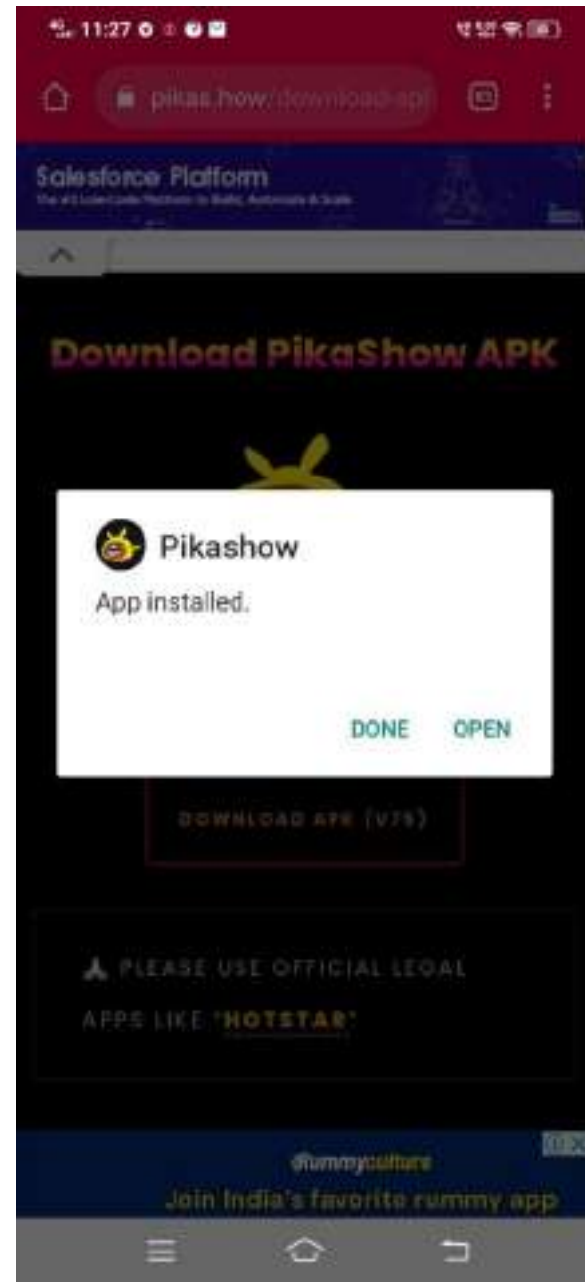 11:27
pikas.how/download-ap
Salesforce Platform
Download PikaShow APK
Pikashow
App installed.
DONE OPEN
DOWNLOAD APK (V75)
PLEASE USE OFFICIAL LEGAL
APPS LIKE "HOTSTAR"
Join India's favorite rummy app